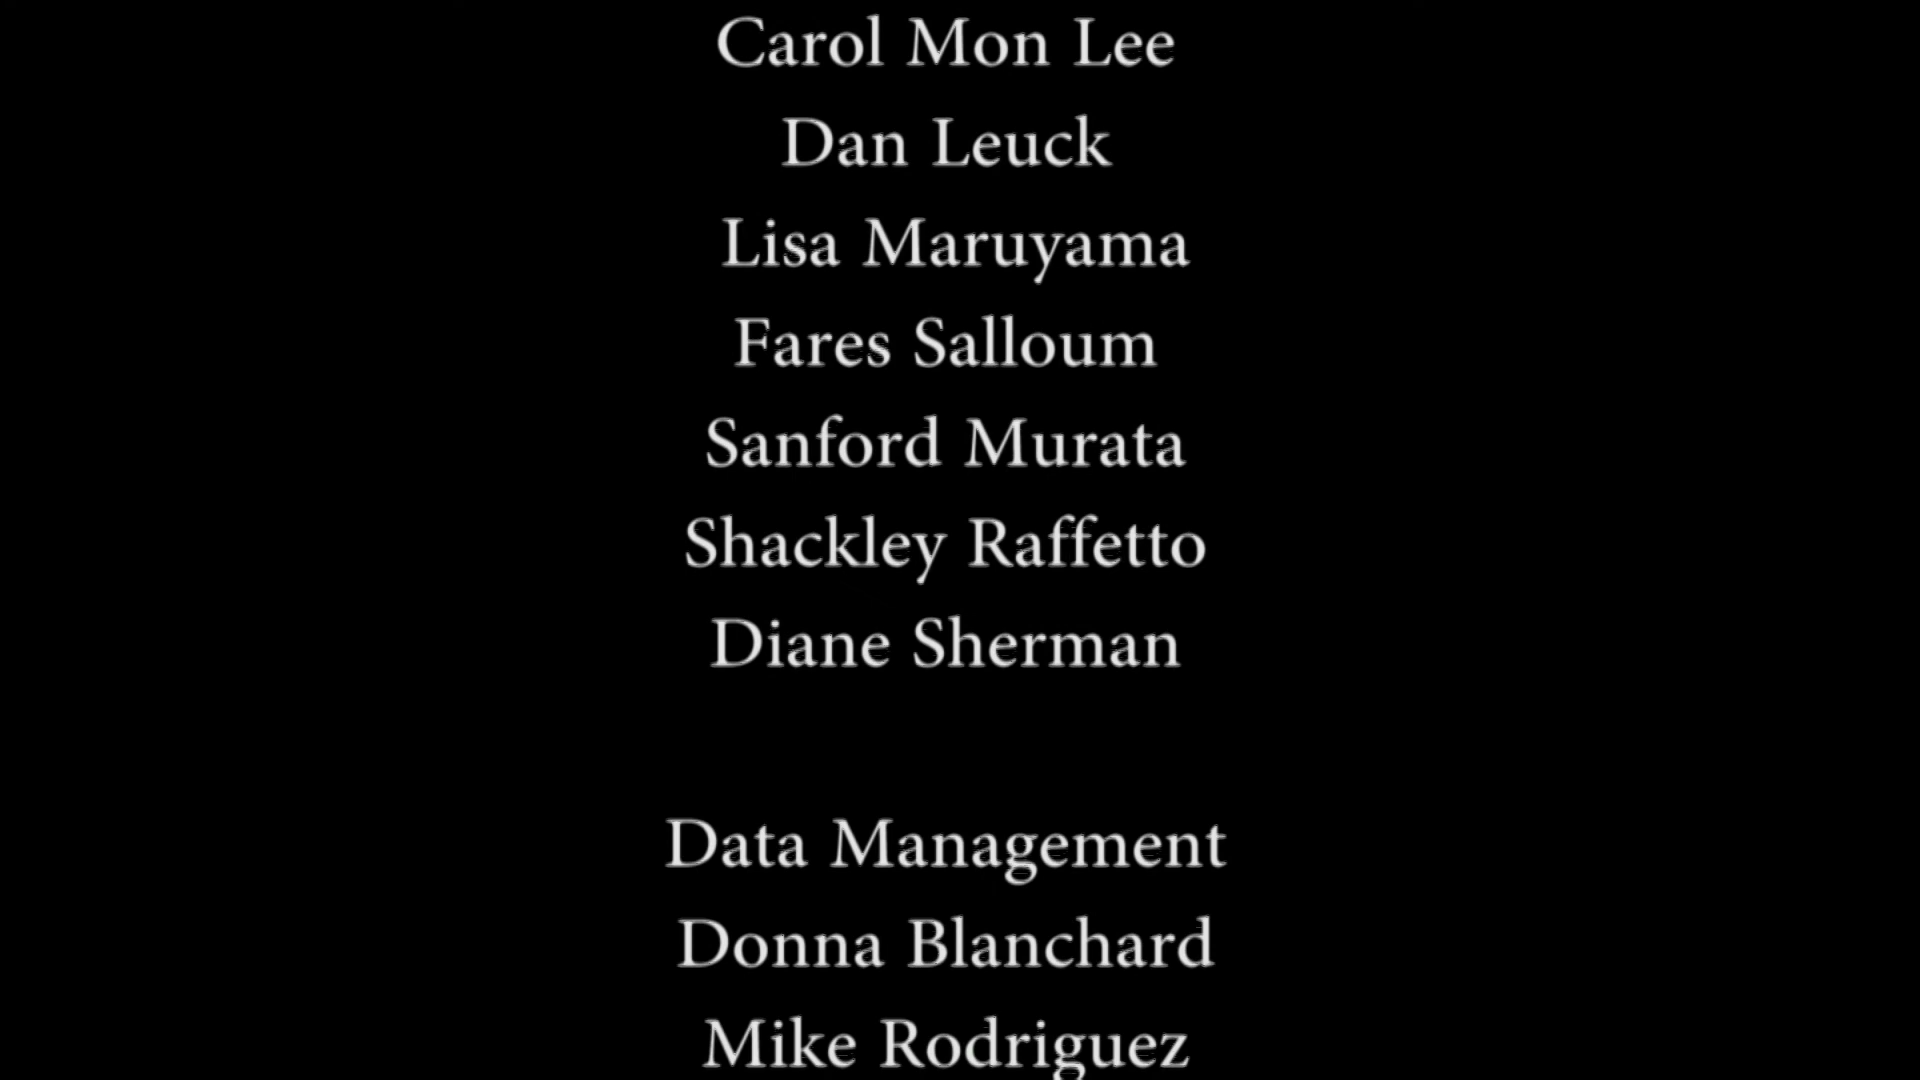 Carol Mon Lee
Dan Leuck
Lisa Maruyama
Fares Salloum
Sanford Murata
Shackley Raffetto
Diane Sherman
Data Management
Donna Blanchard
Mike Rodriguez